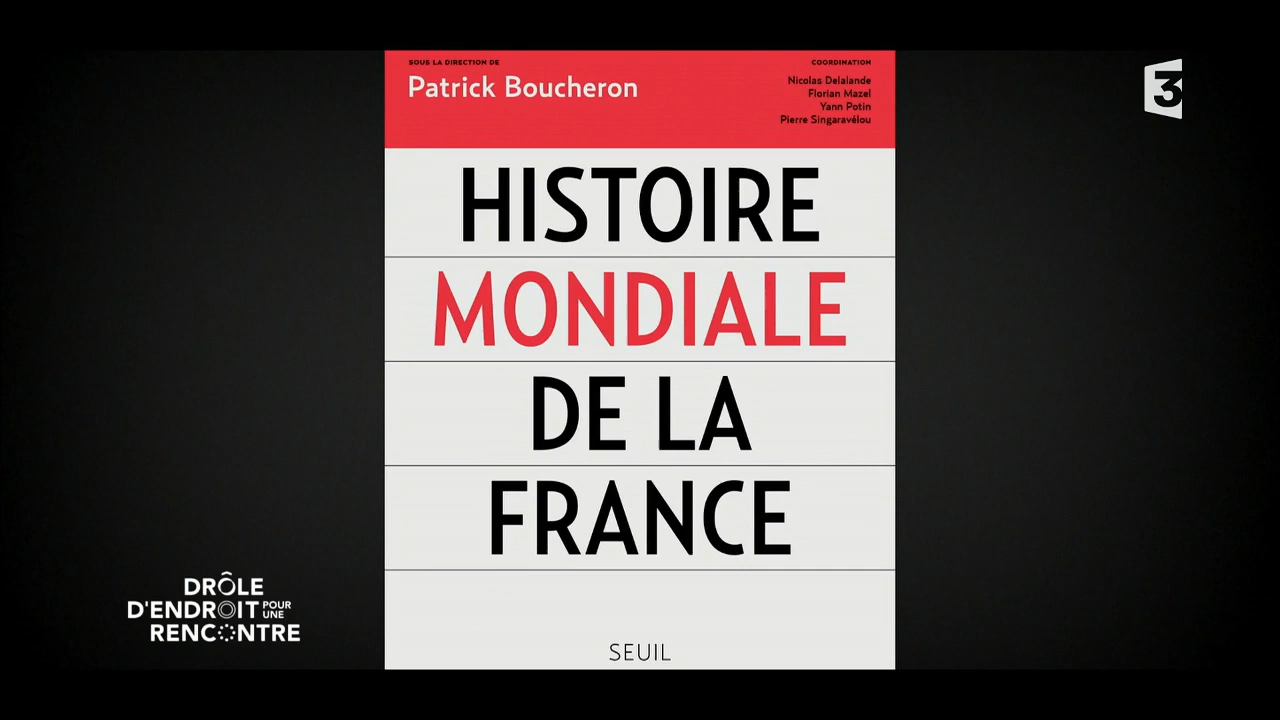 SOUS LA DIRECTION DE
Patrick Boucheron
COORDINATION
Nicolas Delalande
Florian Mazel
Yann Potin
Pierre Singaravélou
3
HISTOIRE
MONDIALE
DE LA
FRANCE
SEUIL
DRÔLE
D'ENDROIT POUR UNE
RENCONTRE